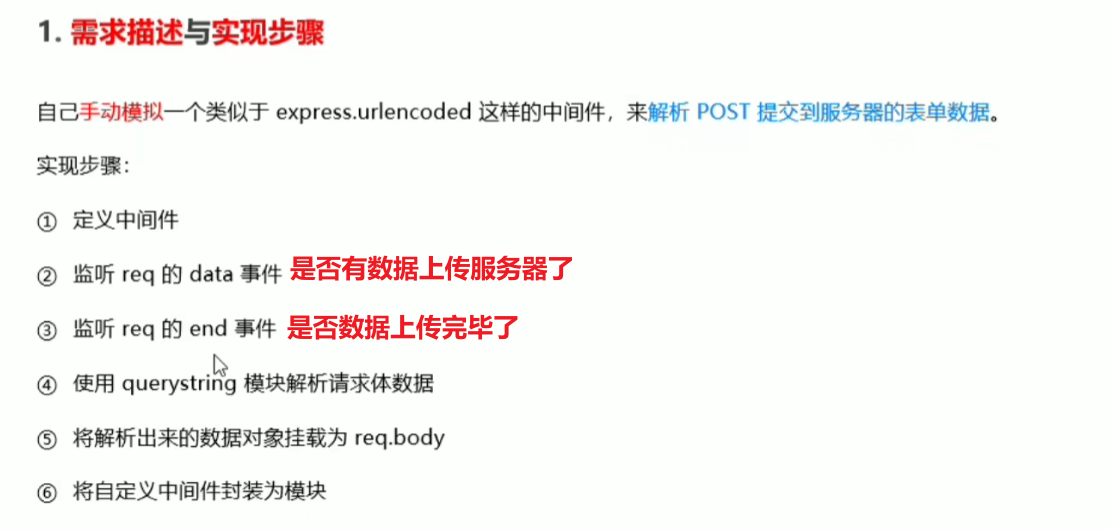 1. 需求描述与实现步骤
自己手动模拟一个类似于 express.urlencoded 这样的中间件，来解析 POST 提交到服务器的表单数据。
实现步骤：
① 定义中间件
② 监听 req 的 data 事件 是否有数据上传服务器了
③ 监听 req 的 end 事件 是否数据上传完毕了
④ 使用 querystring 模块解析请求体数据
⑤ 将解析出来的数据对象挂载为 req.body
⑥ 将自定义中间件封装为模块